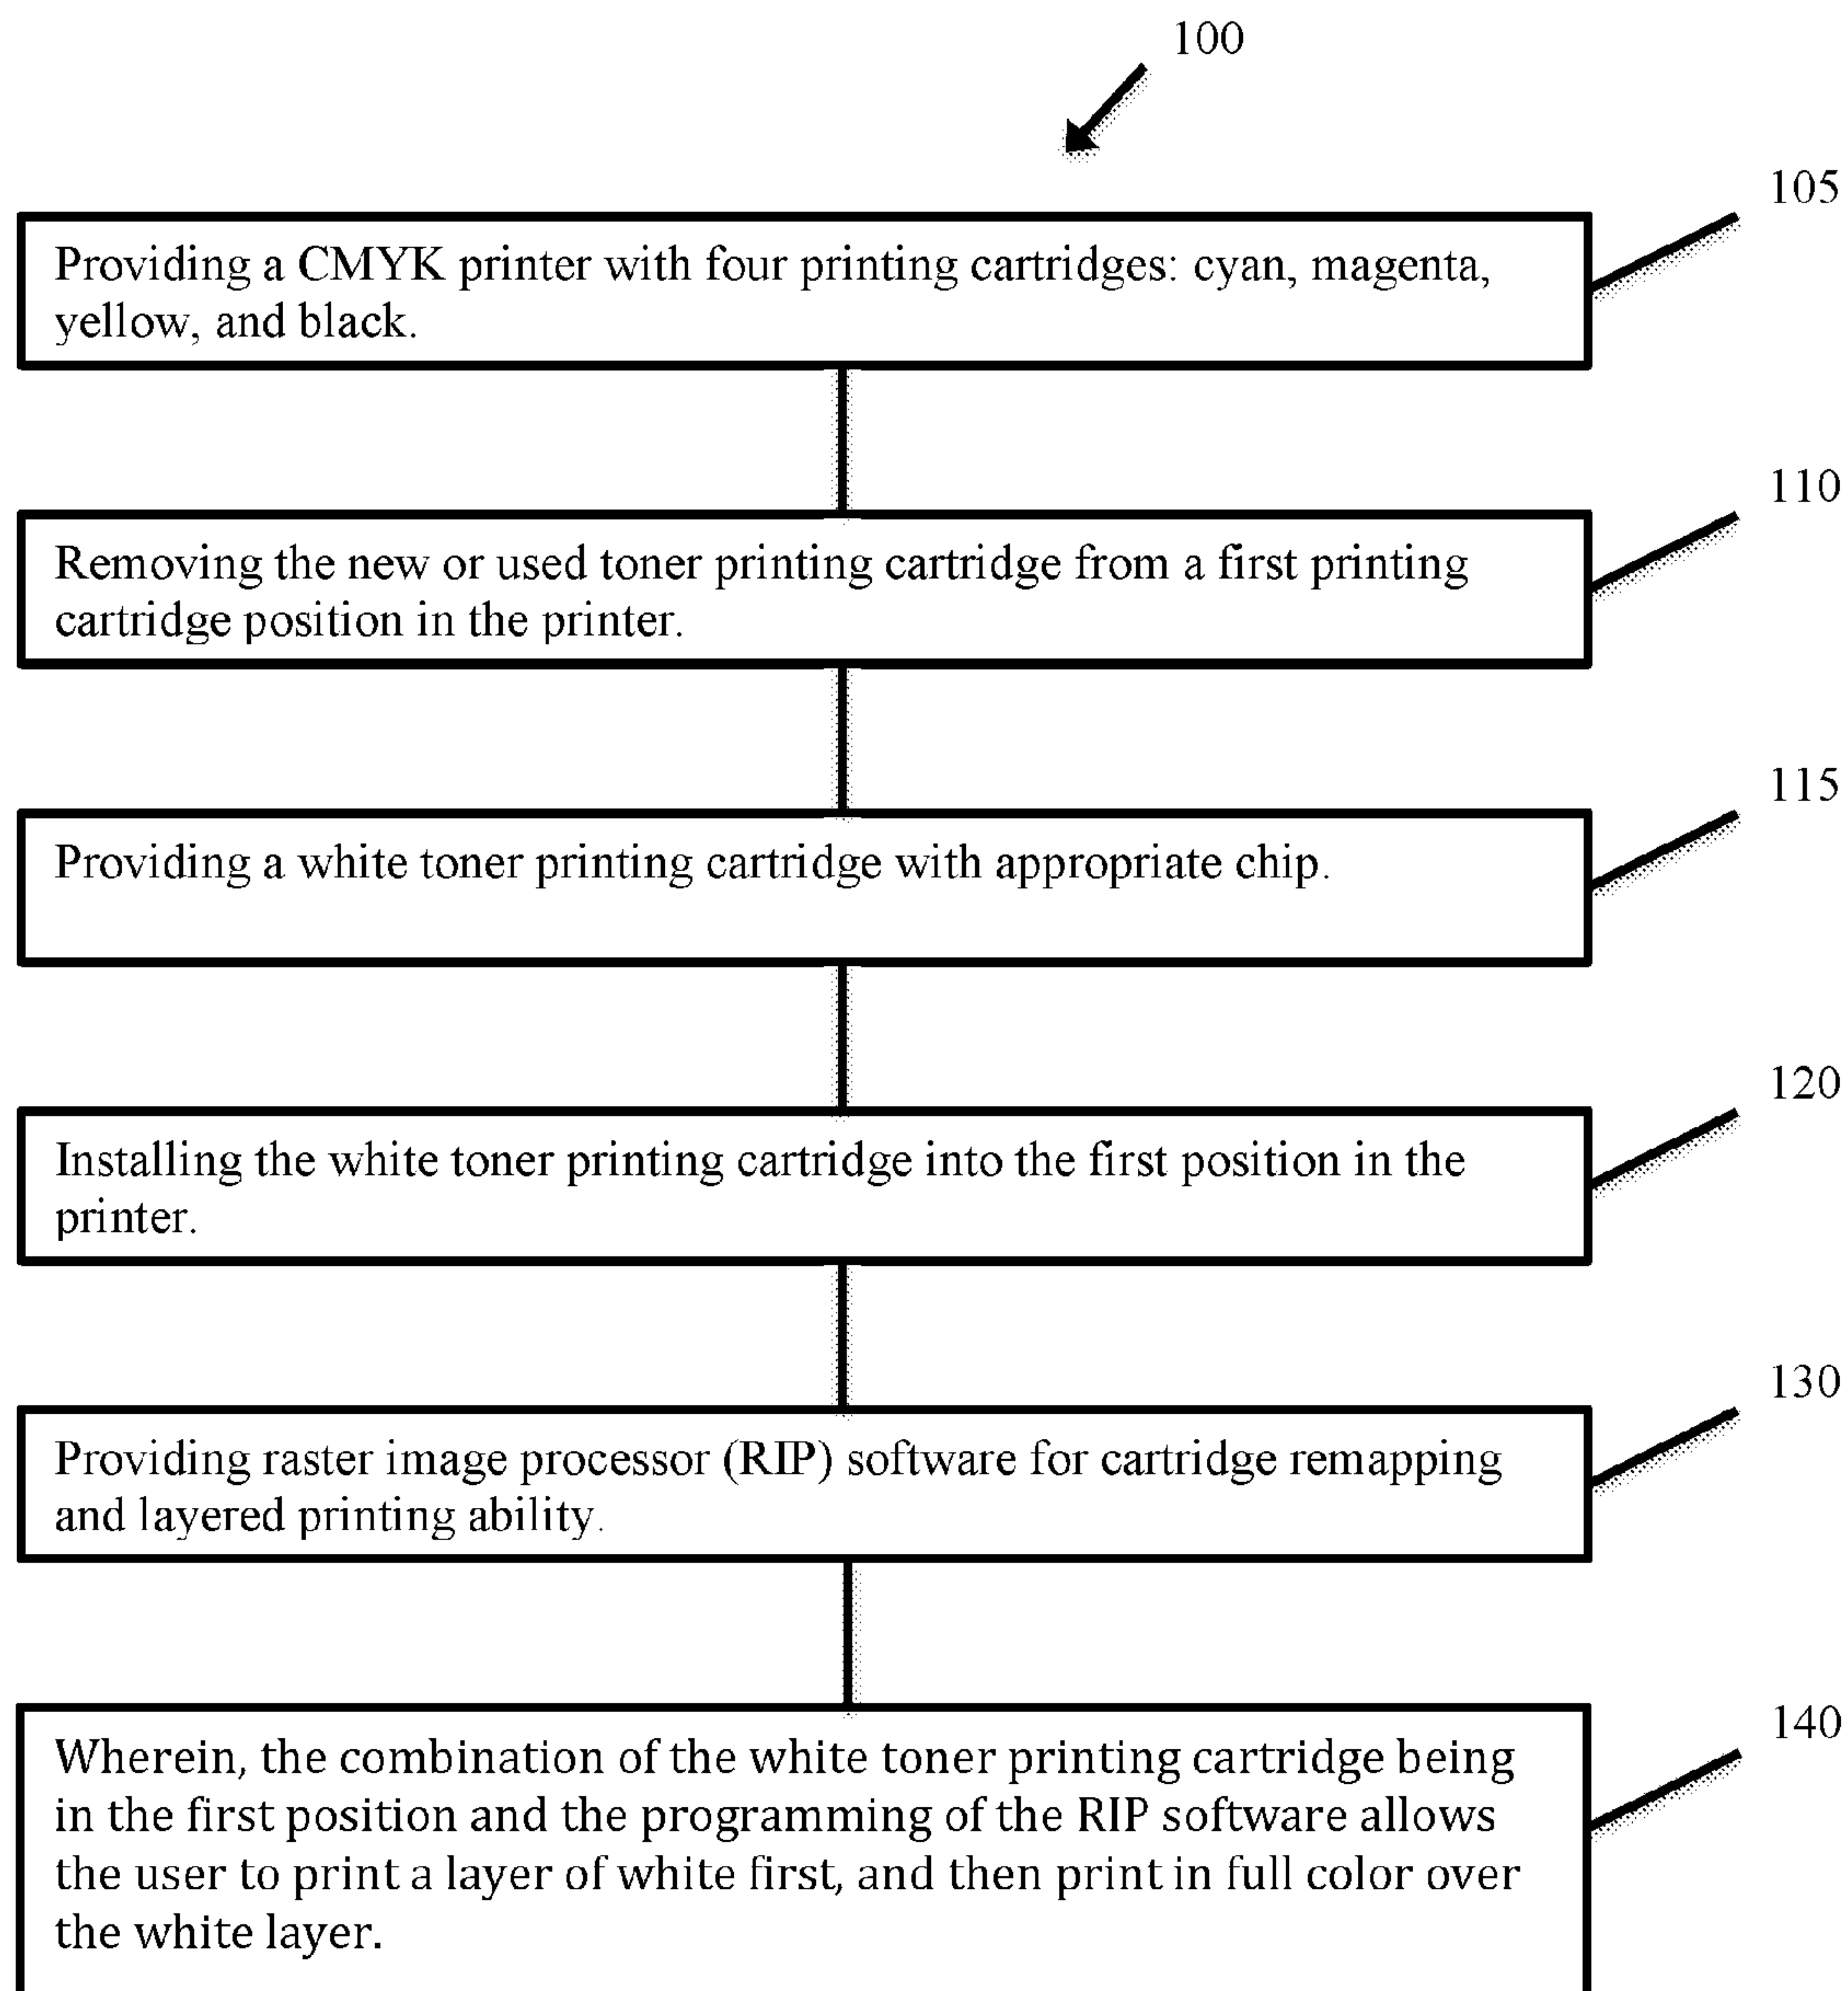 100
105
Providing a CMYK printer with four printing cartridges: cyan, magenta,
yellow, and black.
110
Removing the new or used toner printing cartridge from a first printing
cartridge position in the printer.
115
Providing a white toner printing cartridge with appropriate chip.
120
Installing the white toner printing cartridge into the first position in the
printer.
130
Providing raster image processor (RIP) software for cartridge remapping
and layered printing ability.
140
Wherein, the combination of the white toner printing cartridge being
in the first position and the programming of the RIP software allows
the user to print a layer of white first, and then print in full color over
the white layer.